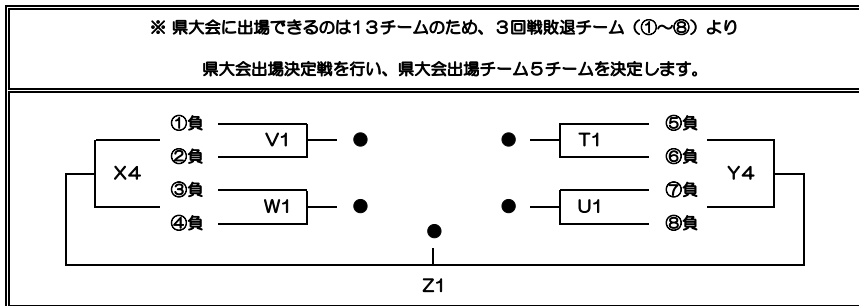 ※ 県大会に出場できるのは13チームのため、3回戦敗退チーム（①～⑧）より
県大会出場決定戦を行い、県大会出場チーム5チームを決定します。
①負
⑤負
V1
T1
②負
⑥負
X4
Y4
③負
⑦負
W1
U1
④負
⑧負
Z1